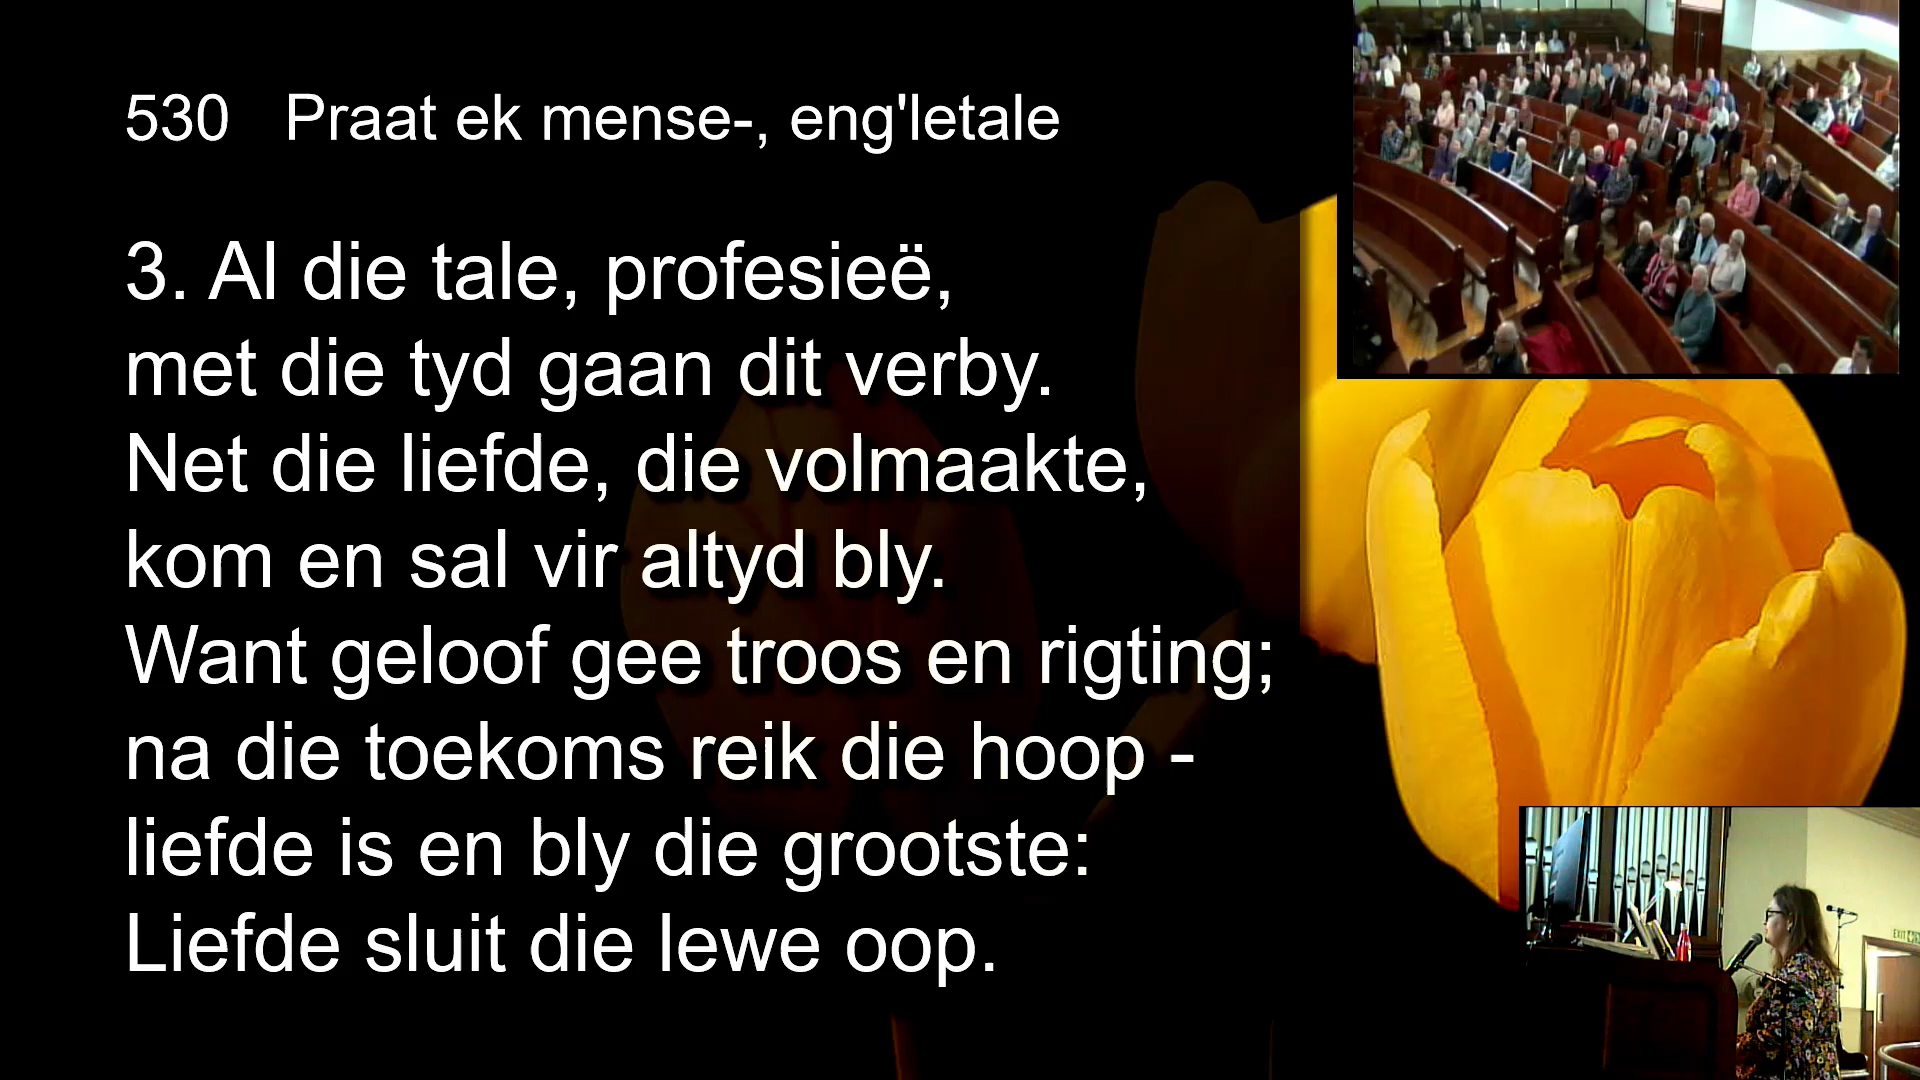 530 Praat ek mense-, eng'letale
3. Al die tale, profesieë,
met die tyd gaan dit verby.
Net die liefde, die volmaakte,
kom en sal vir altyd bly.
Want geloof gee troos en rigting;
na die toekoms reik die hoop -
liefde is en bly die grootste:
Liefde sluit die lewe oop.
EXIT